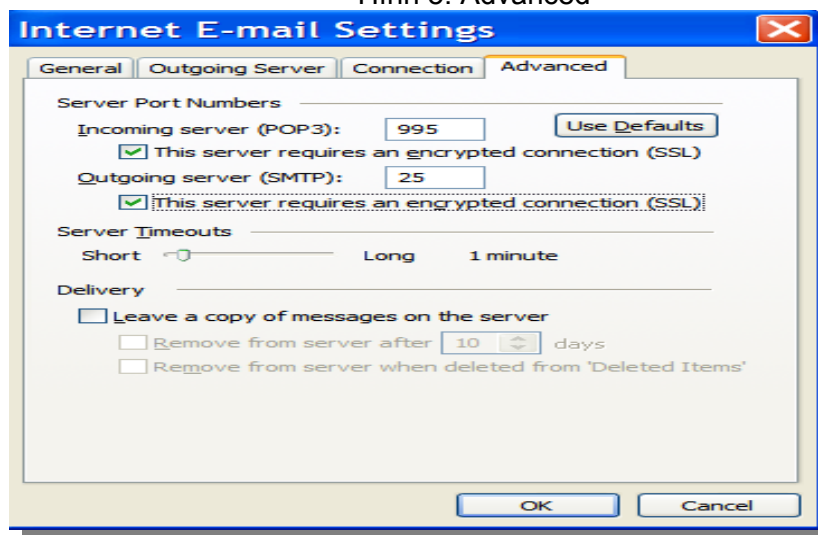 Internet E-mail Settings
General Outgoing Server Connection Advanced
Server Port Numbers
Incoming server (POP3): 995 Use Defaults
This server requires an encrypted connection (SSL)
Outgoing server (SMTP): 25
This server requires an encrypted connection (SSL)
Server Timeouts
Short Long 1 minute
Delivery
Leave a copy of messages on the server
Remove from server after 10 days
Remove from server when deleted from 'Deleted Items'
OK Cancel